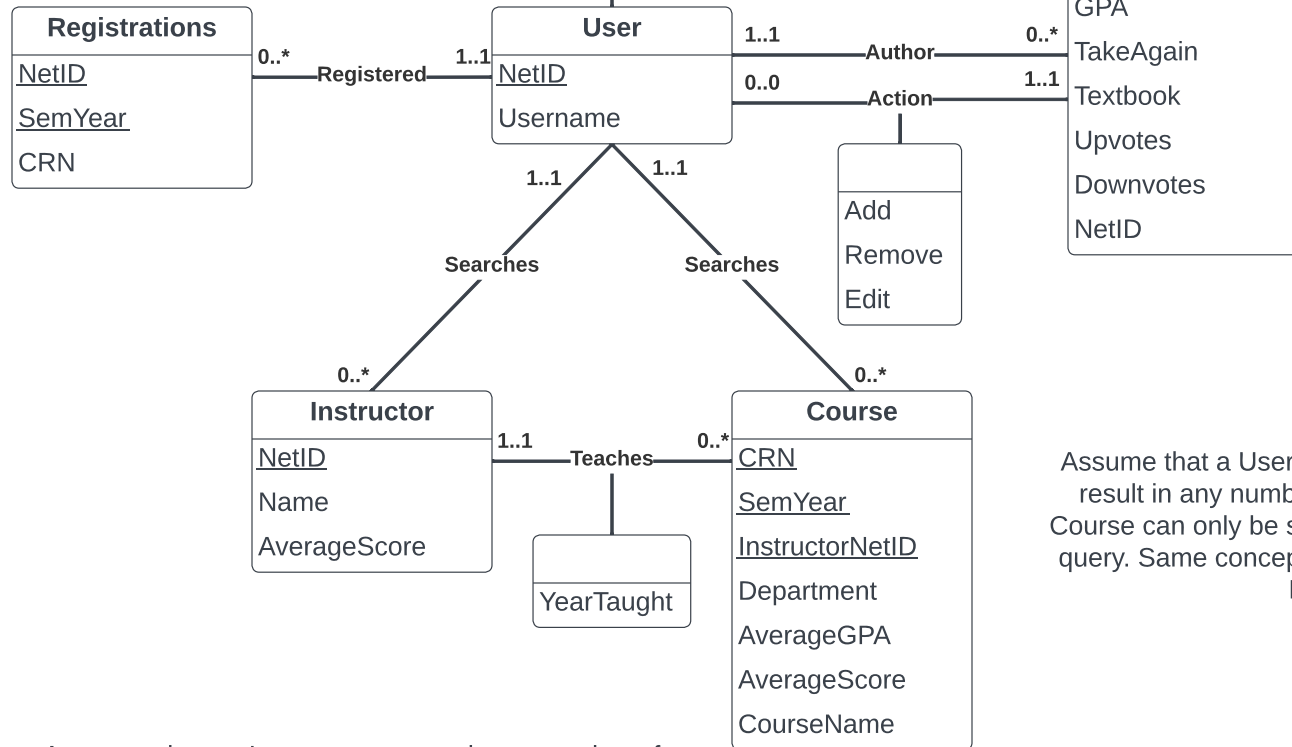 Registrations
NetID
SemYear
CRN
0..*
Registered
1..1
User
NetID
Username
1..1
Author
0..*
0..0
Action
1..1
GPA
TakeAgain
Textbook
Upvotes
Downvotes
NetID
Add
Remove
Edit
1..1
Searches
0..*
1..1
Searches
0..*
Instructor
NetID
Name
AverageScore
1..1
Teaches
0..*
YearTaught
Course
CRN
SemYear
InstructorNetID
Department
AverageGPA
AverageScore
CourseName
Assume that a User
result in any
Course can only be
query. Same